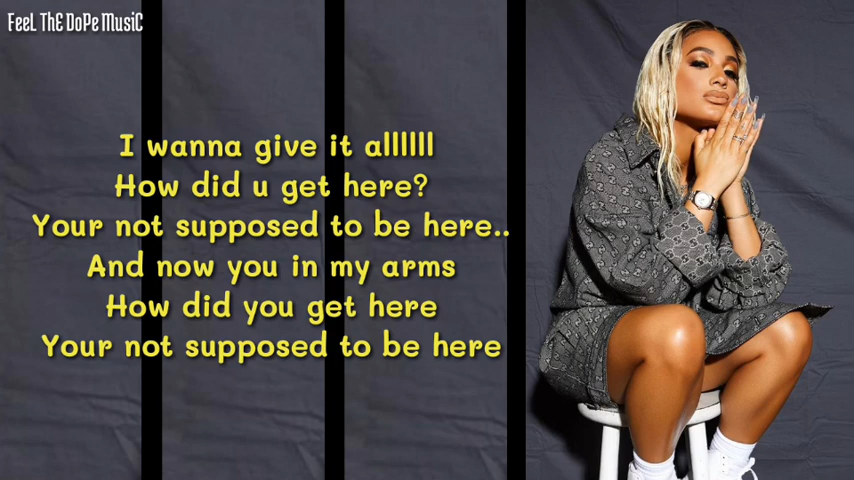 FeeL ThE DoPe MusiC
I wanna give it allllll
How did u get here?
Your not supposed to be here..
And now you in my arms
How did you get here
Your not supposed to be here